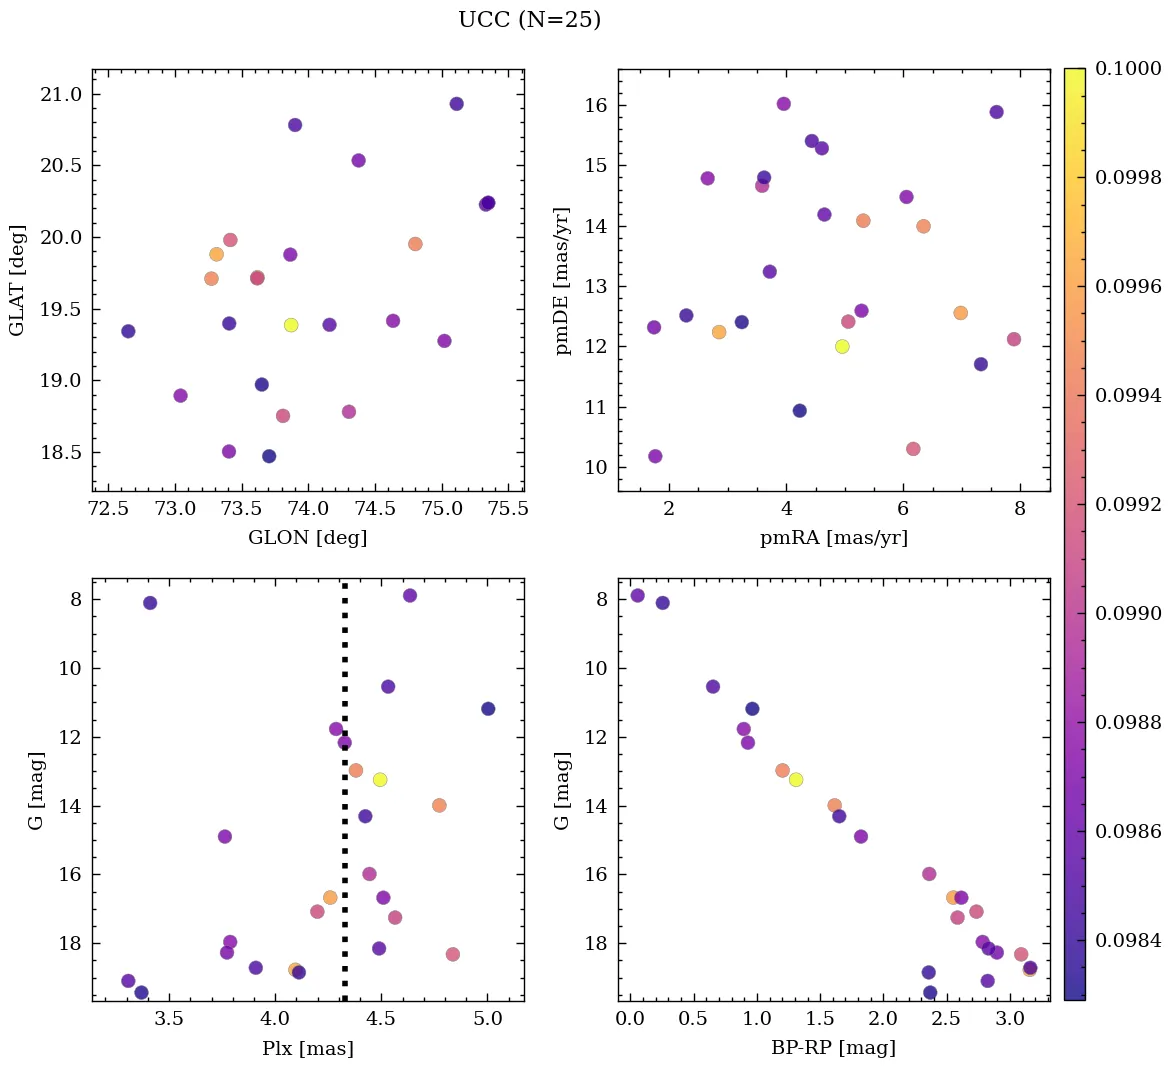 UCC (N=25)
21.0
20.5
20.0
19.5
19.0
18.5
GLAT [deg]
72.5 73.0 73.5 74.0 74.5 75.0 75.5
GLON [deg]
16
15
14
13
12
11
10
pmDE [mas/yr]
2 4 6 8
pmRA [mas/yr]
8
10
12
14
16
18
G [mag]
3.5 4.0 4.5 5.0
Plx [mas]
8
10
12
14
16
18
G [mag]
0.0 0.5 1.0 1.5 2.0 2.5 3.0
BP-RP [mag]
0.1000
0.0998
0.0996
0.0994
0.0992
0.0990
0.0988
0.0986
0.0984